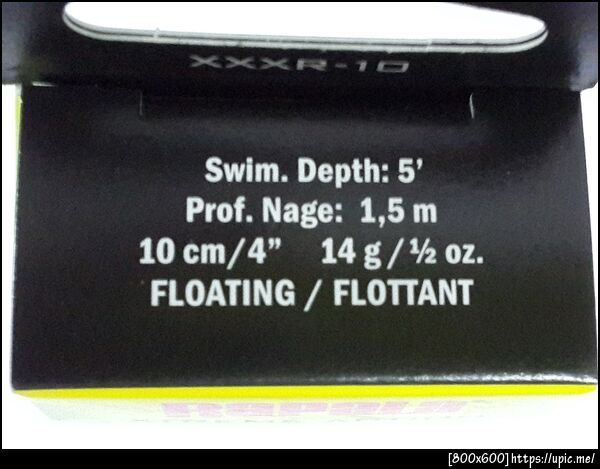 XXXR-10
Swim. Depth: 5’
Prof. Nage: 1,5 m
10 cm/4” 14 g / ½ oz.
FLOATING / FLOTTANT
[800x600]https://upic.me/